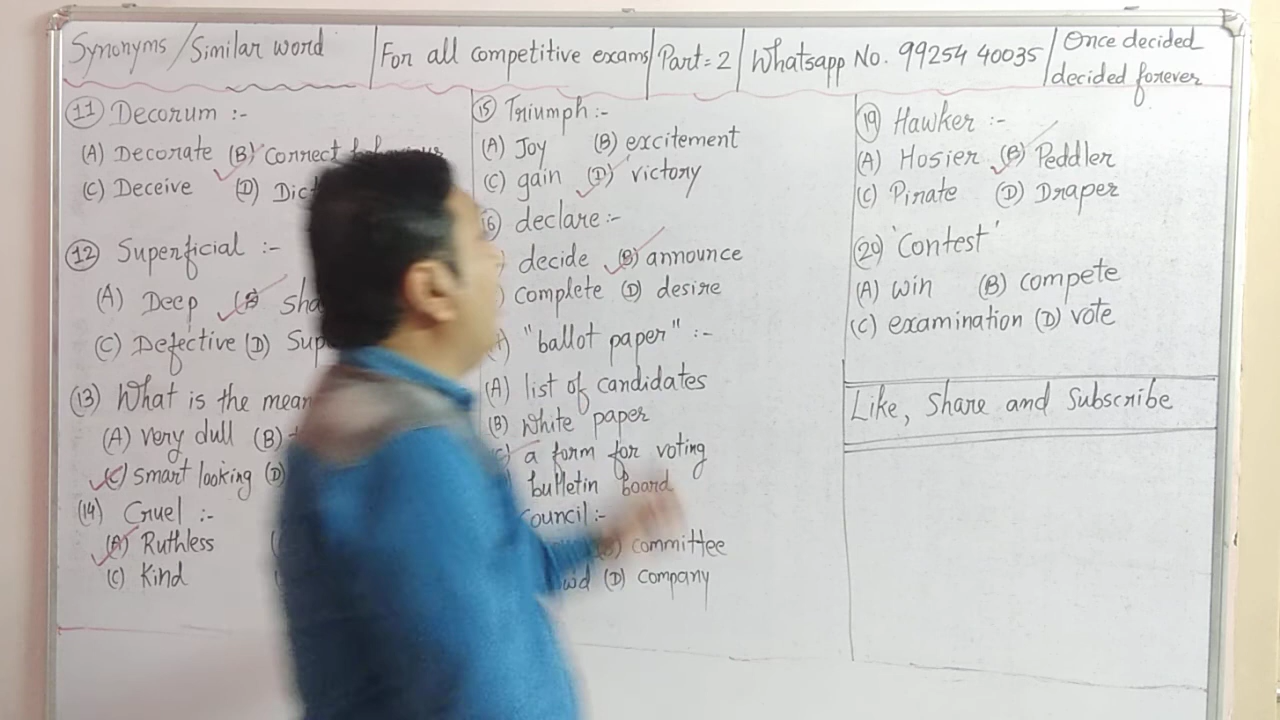 Synonyms/Similar word
For all competitive exams
Part=2
Whatsapp No. 99254 40035
Once decided
decided forever
(11) Decorum :-
(A) Decorate (B) Correct
(C) Deceive (D)
(12) Superficial :-
(A) Deep (B)
(C) Defective (D)
(13) What is the
(A) very dull (B)
(C) smart looking (D)
(14) Cruel :-
(A) Ruthless
(C) Kind
(15) Triumph :-
(A) Joy (B) excitement
(C) gain (D) victory
declare :-
decide (B) announce
complete (D) desire
"ballot paper" :-
(A) list of candidates
(B) white paper
a form for voting
bulletin board
Council :-
committee
(D) company
(19) Hawker :-
(A) Hosier (B) Peddler
(C) Pirate (D) Draper
(20) 'Contest'
(A) win (B) compete
(C) examination (D) vote
Like, Share and Subscribe